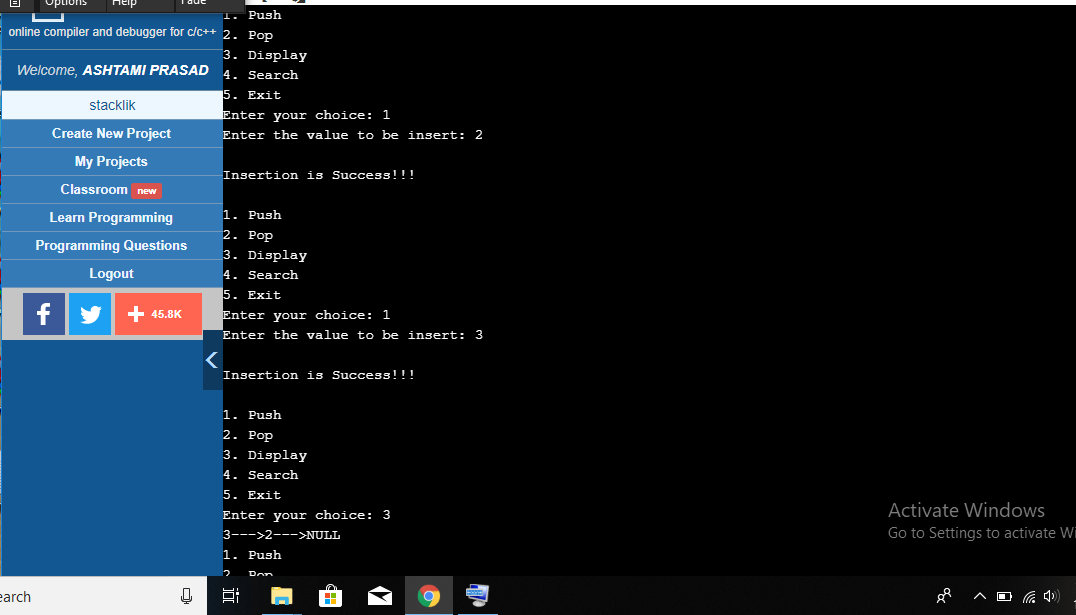 Options Help Fade
online compiler and debugger for c/c++
Welcome, ASHTAMI PRASAD
stacklik
Create New Project
My Projects
Classroom new
Learn Programming
Programming Questions
Logout
f
45.8K
1. Push
2. Pop
3. Display
4. Search
5. Exit
Enter your choice: 1
Enter the value to be insert: 2
Insertion is Success!!!
1. Push
2. Pop
3. Display
4. Search
5. Exit
Enter your choice: 1
Enter the value to be insert: 3
Insertion is Success!!!
1. Push
2. Pop
3. Display
4. Search
5. Exit
Enter your choice: 3
3--->2--->NULL
1. Push
2. Pop
Activate Windows
Go to Settings to activate Wi
earch